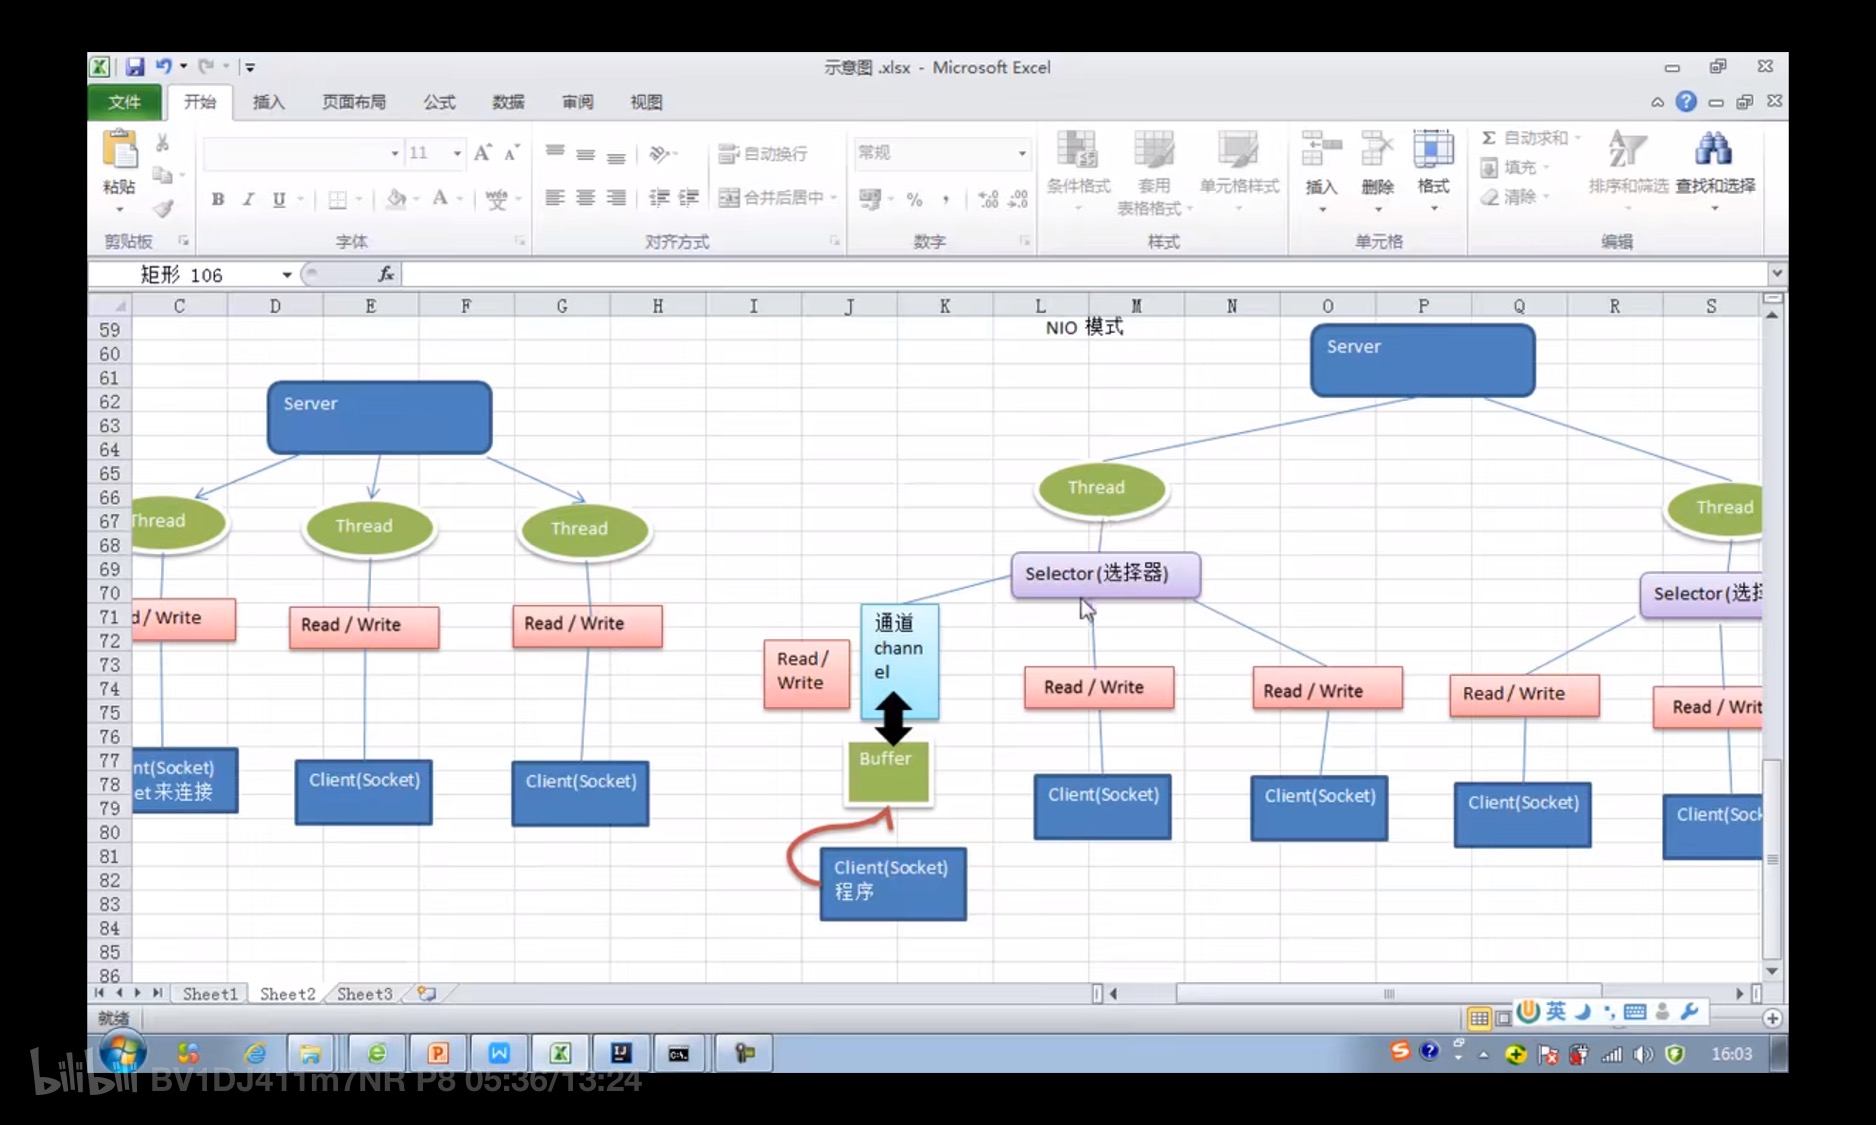 示意图 .xlsx - Microsoft Excel
文件 开始 插入 页面布局 公式 数据 审阅 视图
粘贴
剪贴板
11
B I U
字体
自动换行
合并后居中
对齐方式
常规
%
数字
条件格式
套用
表格格式
单元格样式
样式
插入
删除
格式
单元格
Σ 自动求和
填充
清除
排序和筛选
查找和选择
编辑
矩形 106
fx
C D E F G H I J K L M N O P Q R S
59
60
61
62
63
64
65
66
67
68
69
70
71
72
73
74
75
76
77
78
79
80
81
82
83
84
85
86
Server
Thread
Thread
Thread
d / Write
Read / Write
Read / Write
nt(Socket)
et 来连接
Client(Socket)
Client(Socket)
NIO 模式
Server
Thread
Thread
Selector(选择器)
Selector(选择
通道
chann
el
Read /
Write
Read / Write
Read / Write
Read / Write
Read / Writ
Buffer
Client(Socket)
程序
Client(Socket)
Client(Socket)
Client(Socket)
Client(Sock
Sheet1 Sheet2 Sheet3
就绪
英
16:03
bilibili BV1DJ411m7NR P8 05:36/13:24